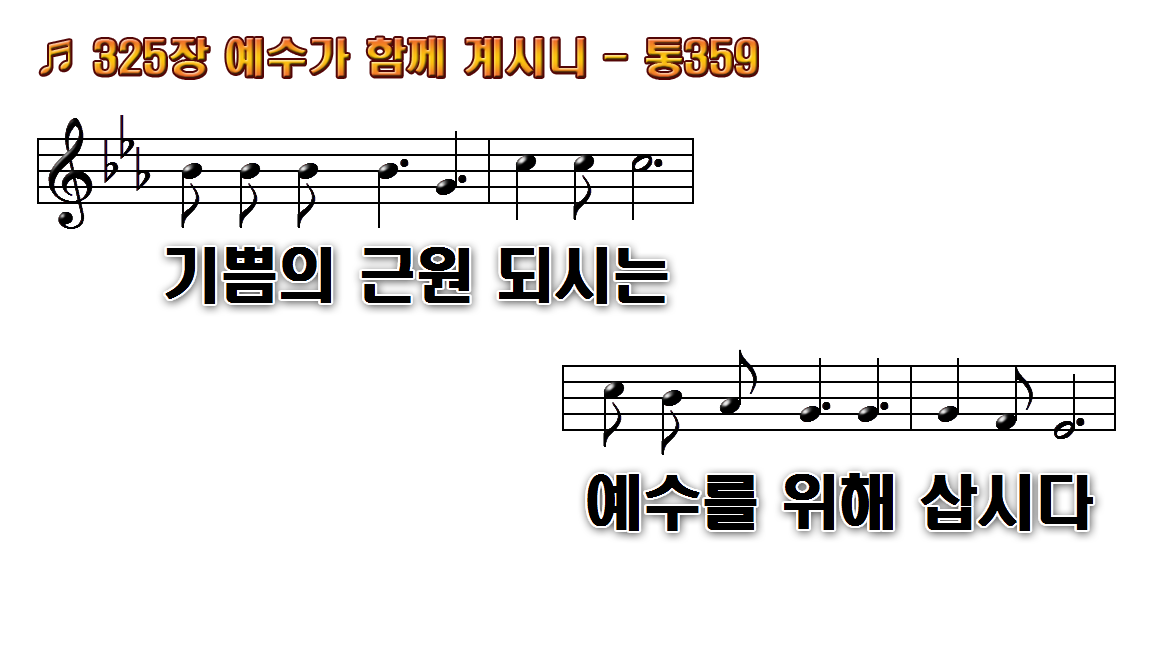 ♬ 325장 예수가 함께 계시니 - 통359
기쁨의 근원 되시는
예수를 위해 삽시다